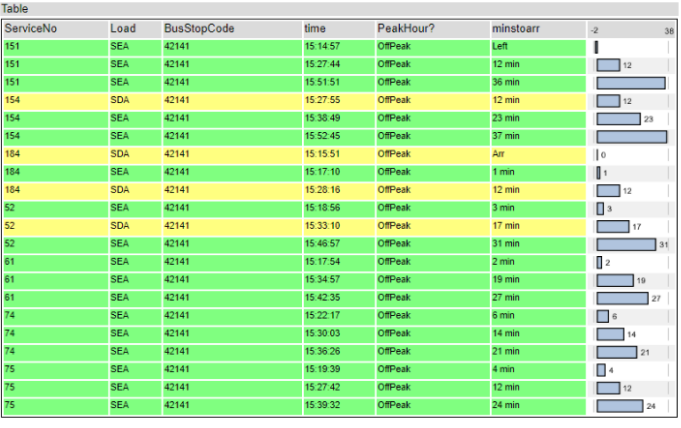 Table
ServiceNo Load BusStopCode time PeakHour? minstoarr -2 38
151 SEA 42141 15:14:57 OffPeak Left
151 SEA 42141 15:27:44 OffPeak 12 min 12
151 SEA 42141 15:51:51 OffPeak 36 min
154 SDA 42141 15:27:55 OffPeak 12 min 12
154 SEA 42141 15:38:49 OffPeak 23 min 23
154 SEA 42141 15:52:45 OffPeak 37 min
184 SDA 42141 15:15:51 OffPeak Arr 0
184 SEA 42141 15:17:10 OffPeak 1 min 1
184 SDA 42141 15:28:16 OffPeak 12 min 12
52 SEA 42141 15:18:56 OffPeak 3 min 3
52 SDA 42141 15:33:10 OffPeak 17 min 17
52 SEA 42141 15:46:57 OffPeak 31 min 31
61 SEA 42141 15:17:54 OffPeak 2 min 2
61 SEA 42141 15:34:57 OffPeak 19 min 19
61 SEA 42141 15:42:35 OffPeak 27 min 27
74 SEA 42141 15:22:17 OffPeak 6 min 6
74 SEA 42141 15:30:03 OffPeak 14 min 14
74 SEA 42141 15:36:26 OffPeak 21 min 21
75 SEA 42141 15:19:39 OffPeak 4 min 4
75 SEA 42141 15:27:42 OffPeak 12 min 12
75 SEA 42141 15:39:32 OffPeak 24 min 24